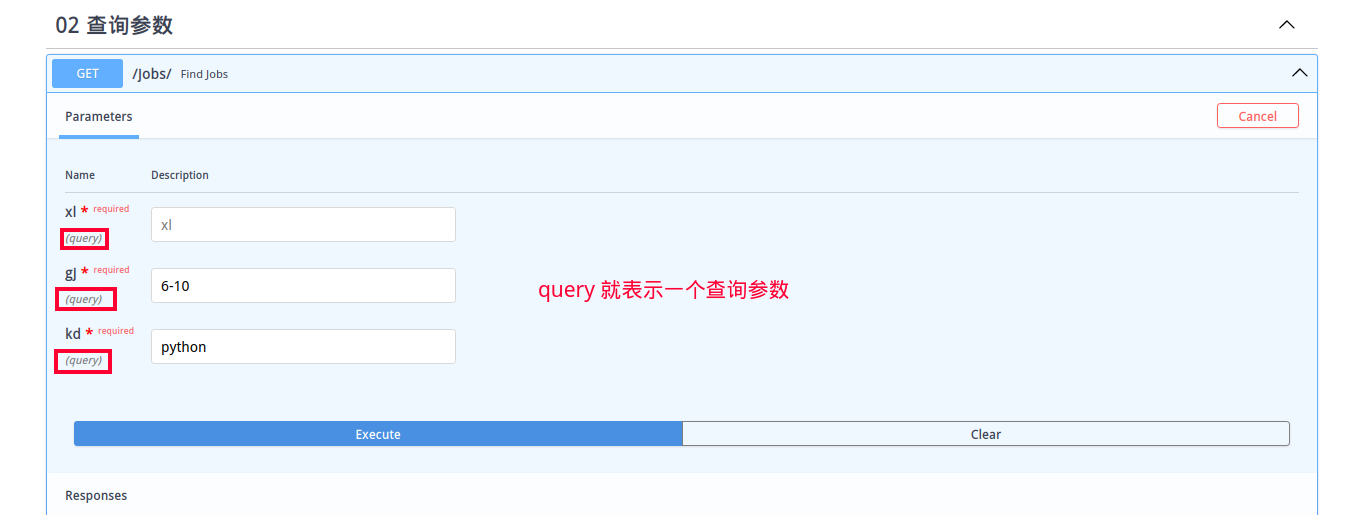 02 查询参数
GET /Jobs/ Find Jobs
Parameters Cancel
Name Description
xl * required
(query)
xl
gj * required
(query)
6-10
query 就表示一个查询参数
kd * required
(query)
python
Execute Clear
Responses